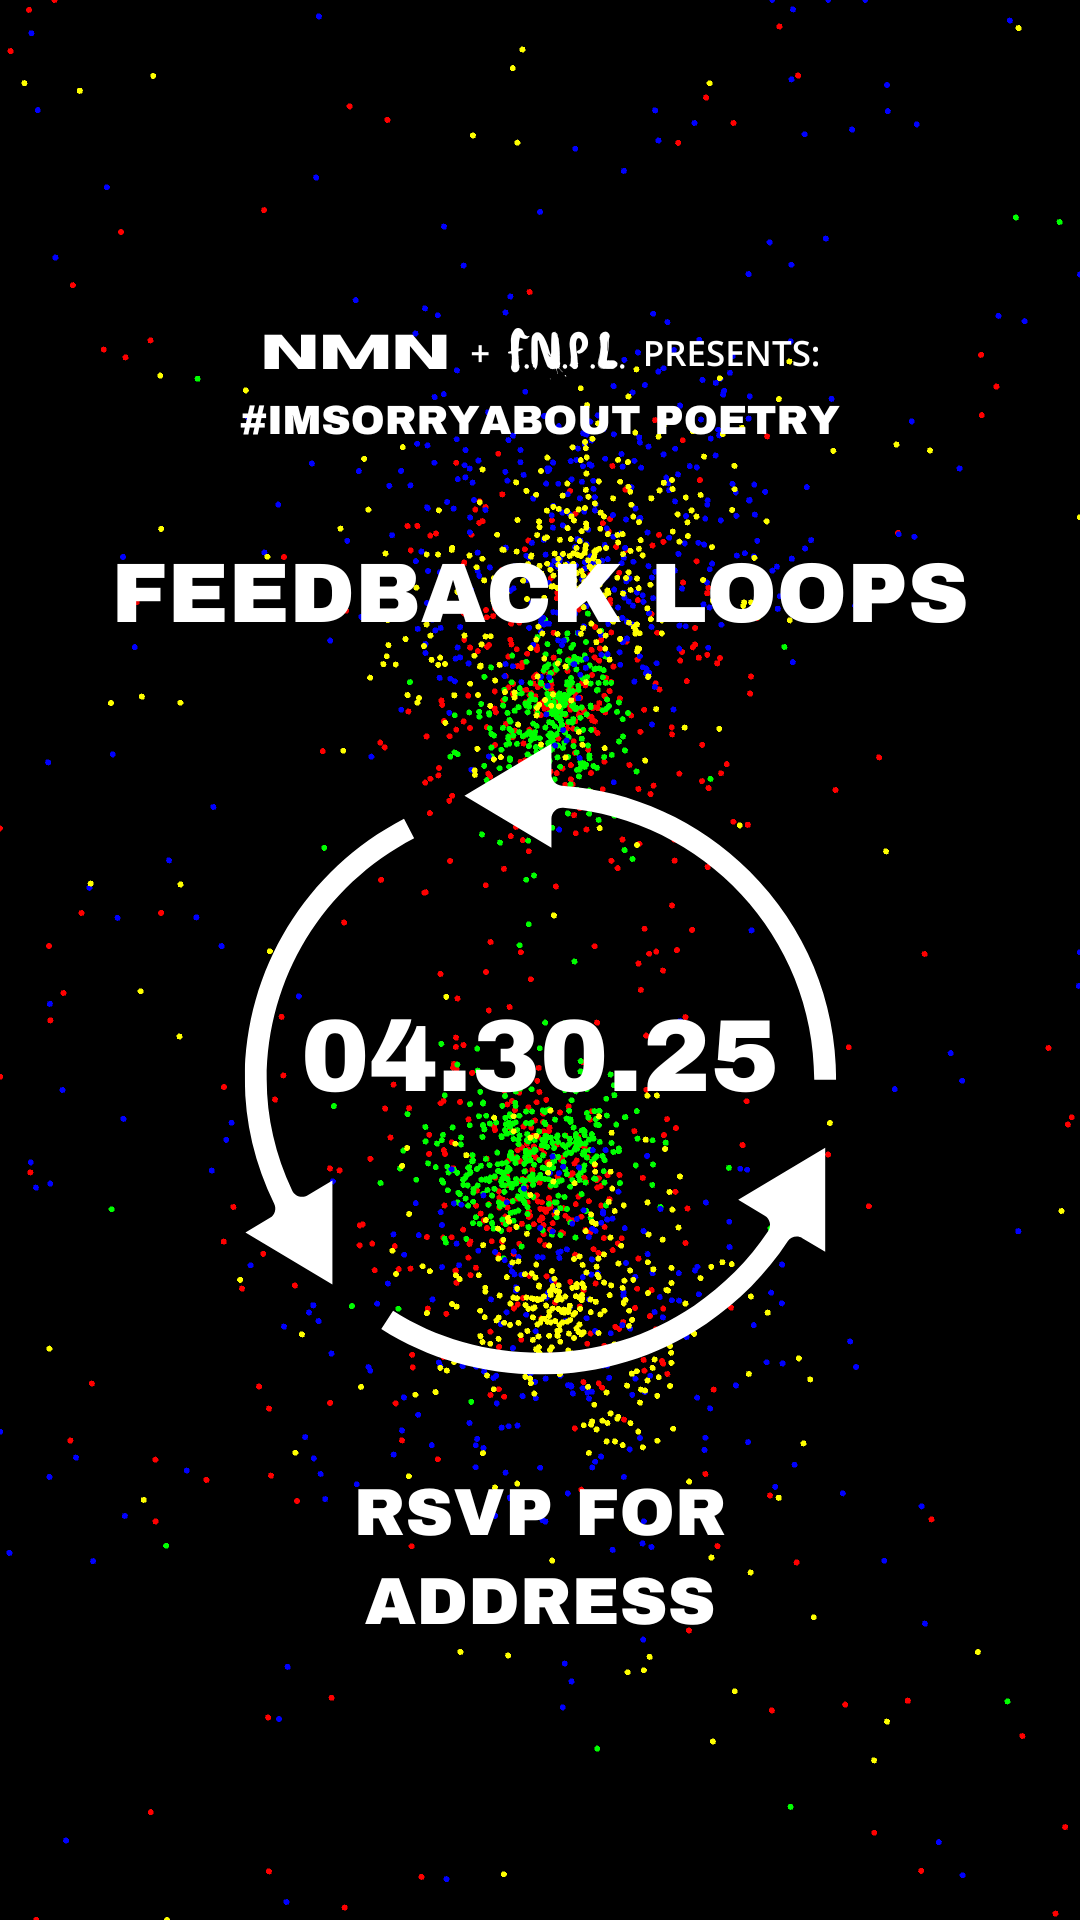 NMN + F.N.P.L. PRESENTS:
#IMSORRYABOUT POETRY
FEEDBACK LOOPS
04.30.25
RSVP FOR
ADDRESS